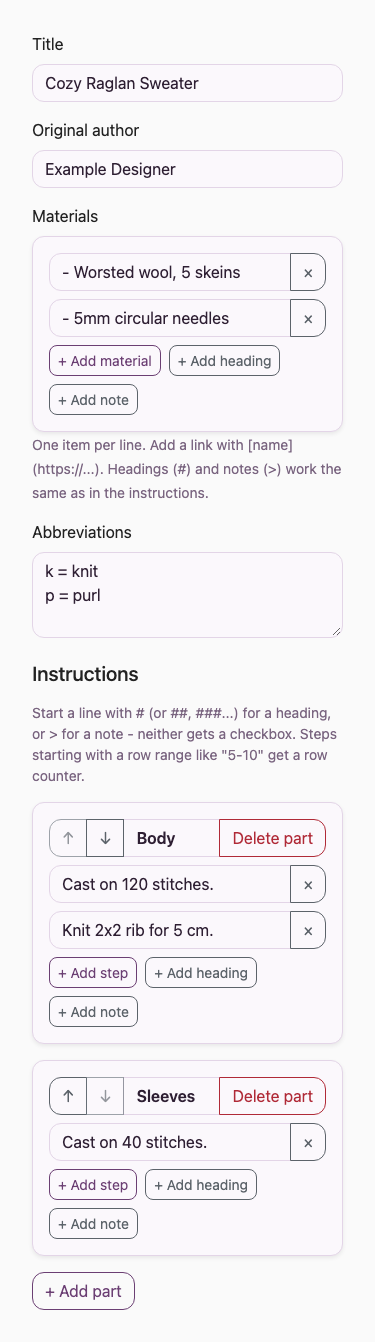 Title
Cozy Raglan Sweater
Original author
Example Designer
Materials
- Worsted wool, 5 skeins ×
- 5mm circular needles ×
+ Add material + Add heading
+ Add note
One item per line. Add a link with [name]
(https://...). Headings (#) and notes (>) work the
same as in the instructions.
Abbreviations
k = knit
p = purl
Instructions
Start a line with # (or ##, ###...) for a heading,
or > for a note - neither gets a checkbox. Steps
starting with a row range like "5-10" get a row
counter.
↑ ↓ Body Delete part
Cast on 120 stitches. ×
Knit 2x2 rib for 5 cm. ×
+ Add step + Add heading
+ Add note
↑ ↓ Sleeves Delete part
Cast on 40 stitches. ×
+ Add step + Add heading
+ Add note
+ Add part